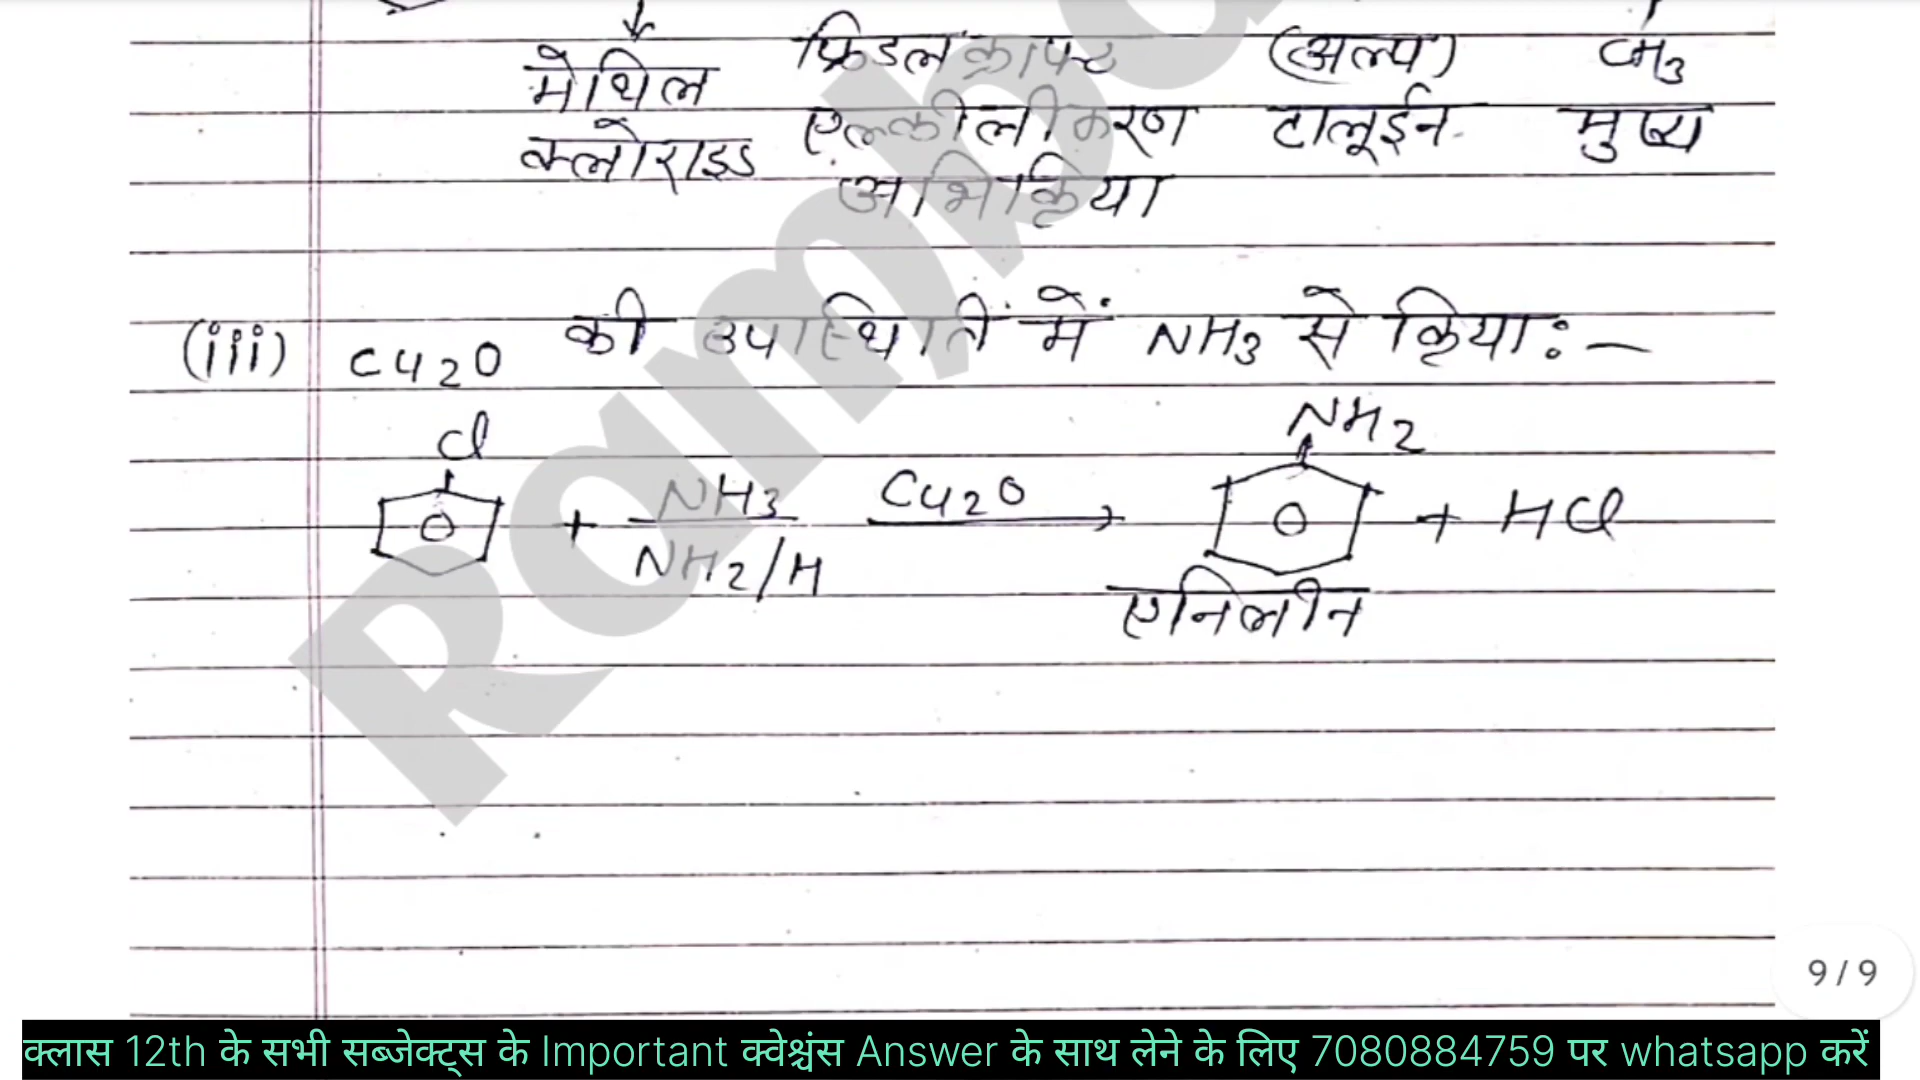 मेथिल फ्रिडल क्राफ्ट (अल्प) CH3
क्लोराइड एल्कीलीकरण टालूईन मुख्य
अभिक्रिया
(iii) Cu2O की उपस्थिति में NH3 से क्रिया:-
Cl NH2
+ NH3 Cu2O + HCl
NH2/H
एनिलीन
9/9
क्लास 12th के सभी सब्जेक्ट्स के Important क्वेश्चंस Answer के साथ लेने के लिए 7080884759 पर whatsapp करें